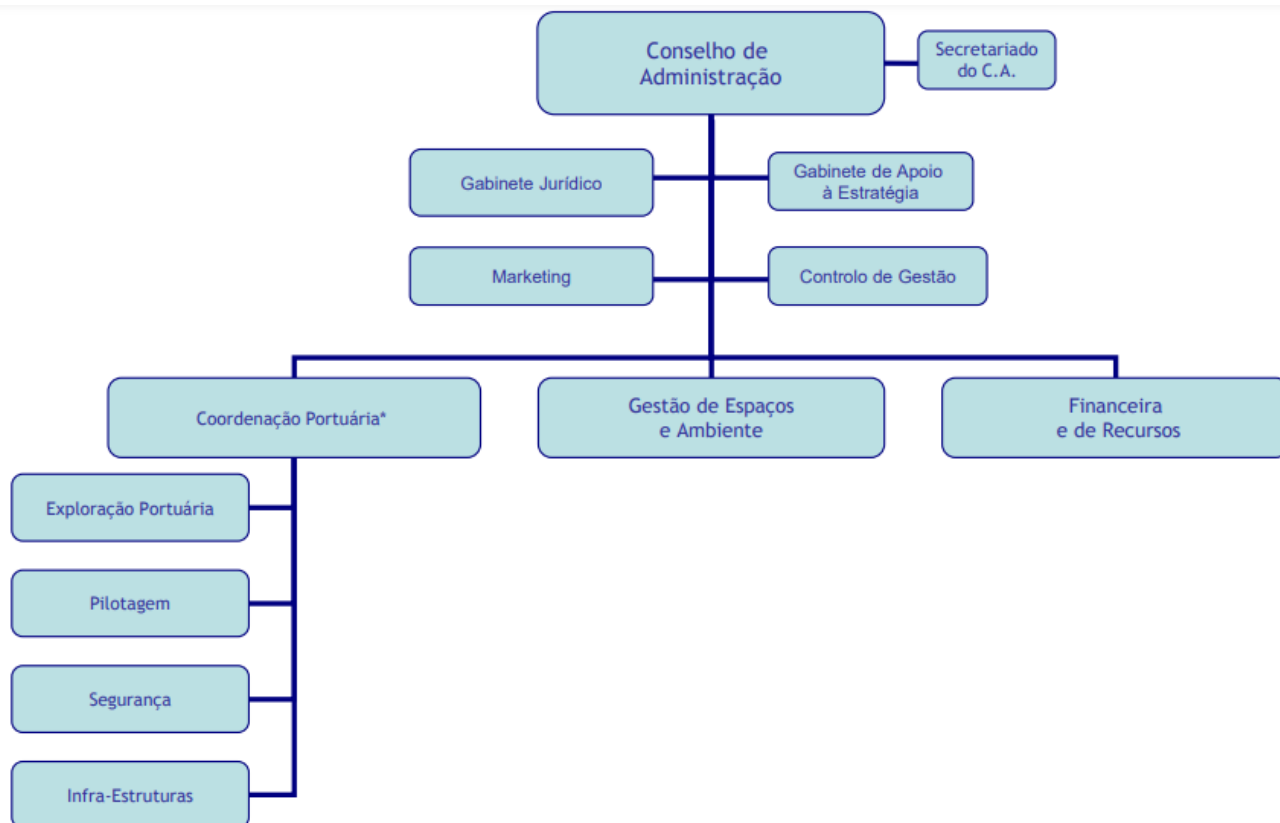 Conselho de
Administração
Secretariado
do C.A.
Gabinete Jurídico
Gabinete de Apoio
à Estratégia
Marketing
Controlo de Gestão
Coordenação Portuária*
Gestão de Espaços
e Ambiente
Financeira
e de Recursos
Exploração Portuária
Pilotagem
Segurança
Infra-Estruturas